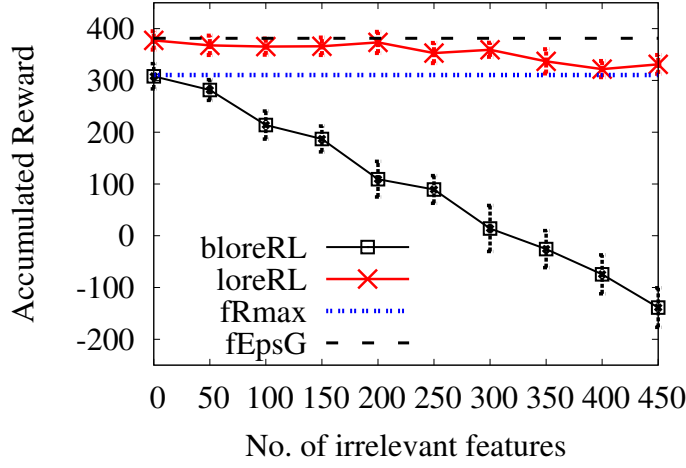 Accumulated Reward
400
300
200
100
0
-100
-200
bloreRL
loreRL
fRmax
fEpsG
0 50 100 150 200 250 300 350 400 450
No. of irrelevant features